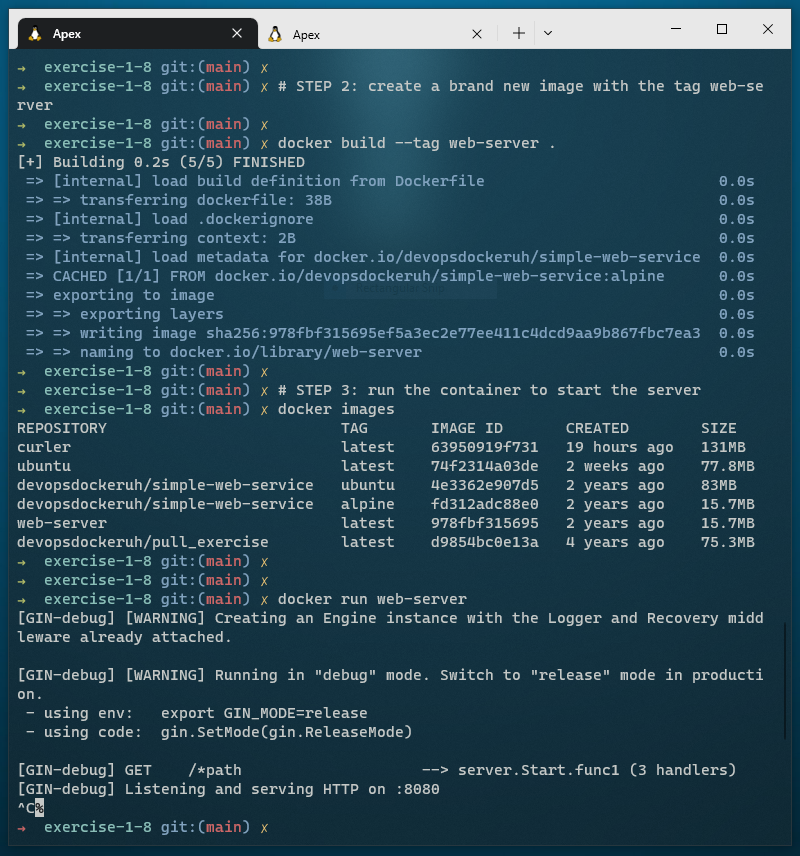 Apex
Apex
→ exercise-1-8 git:(main) ✗
→ exercise-1-8 git:(main) ✗ # STEP 2: create a brand new image with the tag web-se
rver
→ exercise-1-8 git:(main) ✗
→ exercise-1-8 git:(main) ✗ docker build --tag web-server .
[+] Building 0.2s (5/5) FINISHED
=> [internal] load build definition from Dockerfile 0.0s
=> => transferring dockerfile: 38B 0.0s
=> [internal] load .dockerignore 0.0s
=> => transferring context: 2B 0.0s
=> [internal] load metadata for docker.io/devopsdockeruh/simple-web-service 0.0s
=> CACHED [1/1] FROM docker.io/devopsdockeruh/simple-web-service:alpine 0.0s
=> exporting to image 0.0s
=> => exporting layers 0.0s
=> => writing image sha256:978fbf315695ef5a3ec2e77ee411c4dcd9aa9b867fbc7ea3 0.0s
=> => naming to docker.io/library/web-server 0.0s
→ exercise-1-8 git:(main) ✗
→ exercise-1-8 git:(main) ✗ # STEP 3: run the container to start the server
→ exercise-1-8 git:(main) ✗ docker images
REPOSITORY TAG IMAGE ID CREATED SIZE
curler latest 63950919f731 19 hours ago 131MB
ubuntu latest 74f2314a03de 2 weeks ago 77.8MB
devopsdockeruh/simple-web-service ubuntu 4e3362e907d5 2 years ago 83MB
devopsdockeruh/simple-web-service alpine fd312adc88e0 2 years ago 15.7MB
web-server latest 978fbf315695 2 years ago 15.7MB
devopsdockeruh/pull_exercise latest d9854bc0e13a 4 years ago 75.3MB
→ exercise-1-8 git:(main) ✗
→ exercise-1-8 git:(main) ✗
→ exercise-1-8 git:(main) ✗ docker run web-server
[GIN-debug] [WARNING] Creating an Engine instance with the Logger and Recovery midd
leware already attached.
[GIN-debug] [WARNING] Running in "debug" mode. Switch to "release" mode in producti
on.
- using env: export GIN_MODE=release
- using code: gin.SetMode(gin.ReleaseMode)
[GIN-debug] GET /*path --> server.Start.func1 (3 handlers)
[GIN-debug] Listening and serving HTTP on :8080
^C%
→ exercise-1-8 git:(main) ✗